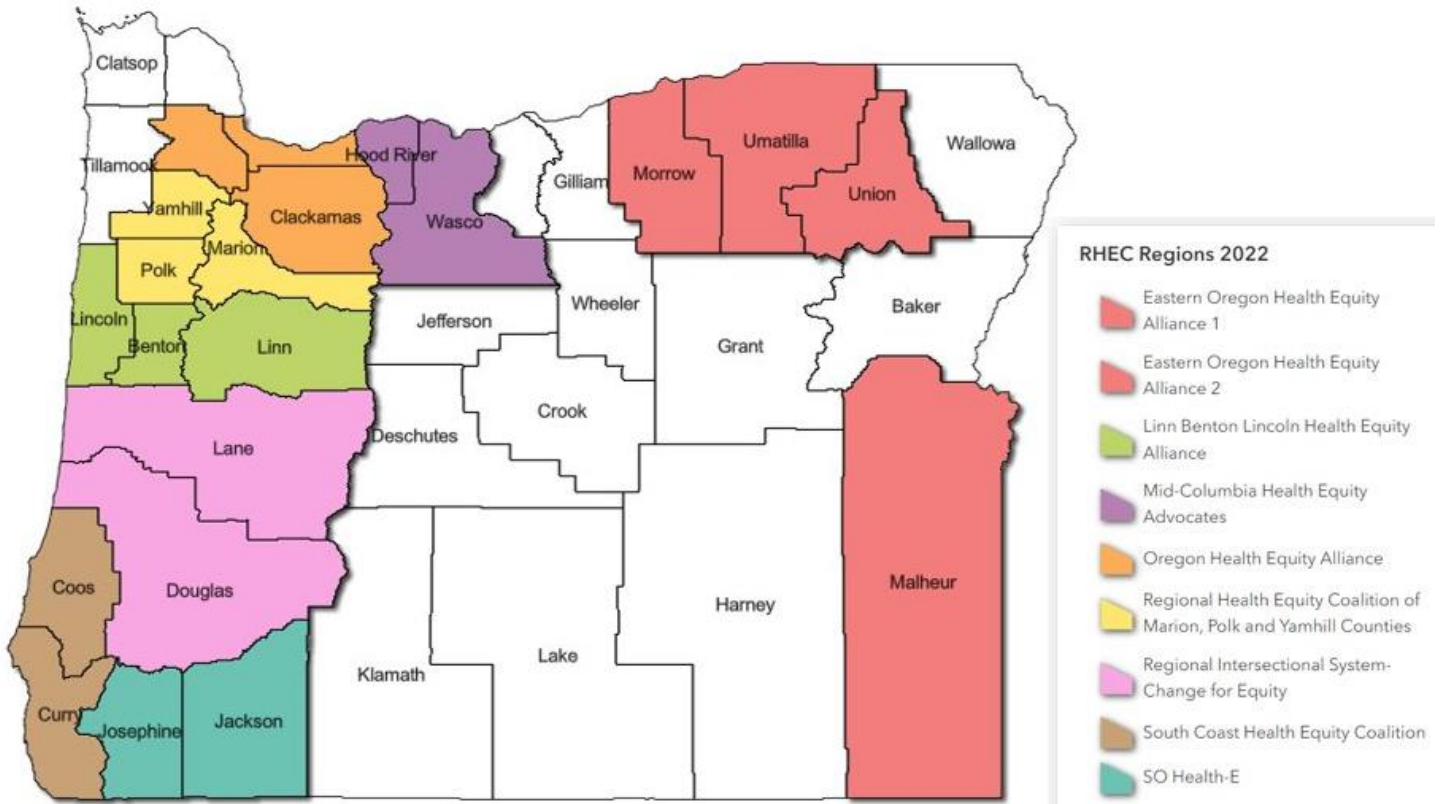 Clatsop
Tillamook
Hood River
Gilliam
Morrow
Umatilla
Union
Wallowa
Yamhill
Clackamas
Wasco
Marion
Polk
Lincoln
Benton
Linn
Jefferson
Wheeler
Grant
Baker
Lane
Deschutes
Crook
Coos
Douglas
Curry
Josephine
Jackson
Klamath
Lake
Harney
Malheur
RHEC Regions 2022
Eastern Oregon Health Equity
Alliance 1
Eastern Oregon Health Equity
Alliance 2
Linn Benton Lincoln Health Equity
Alliance
Mid-Columbia Health Equity
Advocates
Oregon Health Equity Alliance
Regional Health Equity Coalition of
Marion, Polk and Yamhill Counties
Regional Intersectional System-
Change for Equity
South Coast Health Equity Coalition
SO Health-E